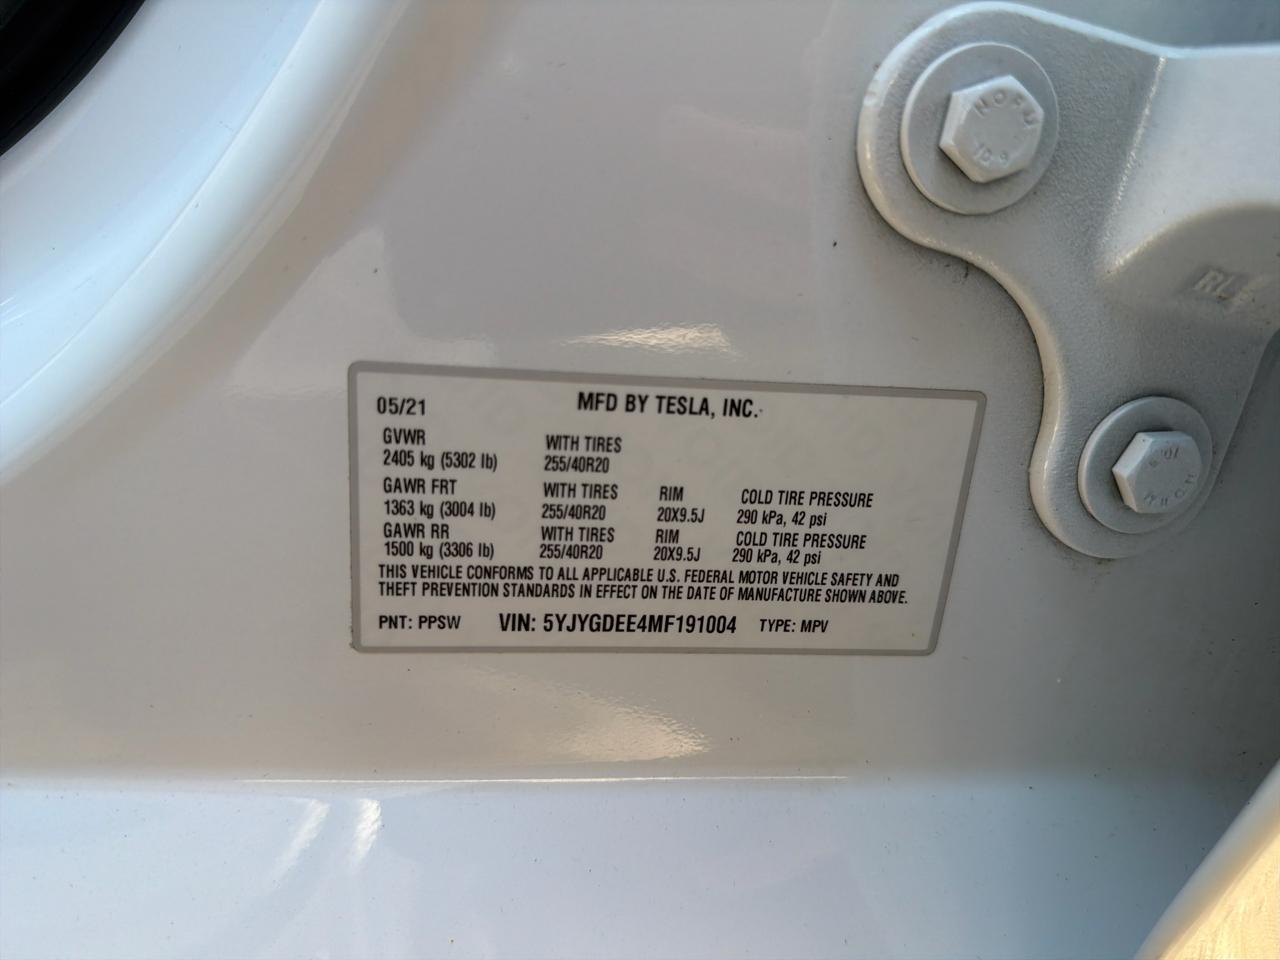 05/21 MFD BY TESLA, INC.
GVWR WITH TIRES
2405 kg (5302 lb) 255/40R20
GAWR FRT WITH TIRES RIM COLD TIRE PRESSURE
1363 kg (3004 lb) 255/40R20 20X9.5J 290 kPa, 42 psi
GAWR RR WITH TIRES RIM COLD TIRE PRESSURE
1500 kg (3306 lb) 255/40R20 20X9.5J 290 kPa, 42 psi
THIS VEHICLE CONFORMS TO ALL APPLICABLE U.S. FEDERAL MOTOR VEHICLE SAFETY AND
THEFT PREVENTION STANDARDS IN EFFECT ON THE DATE OF MANUFACTURE SHOWN ABOVE.
PNT: PPSW VIN: 5YJYGDEE4MF191004 TYPE: MPV
10.9
10.9